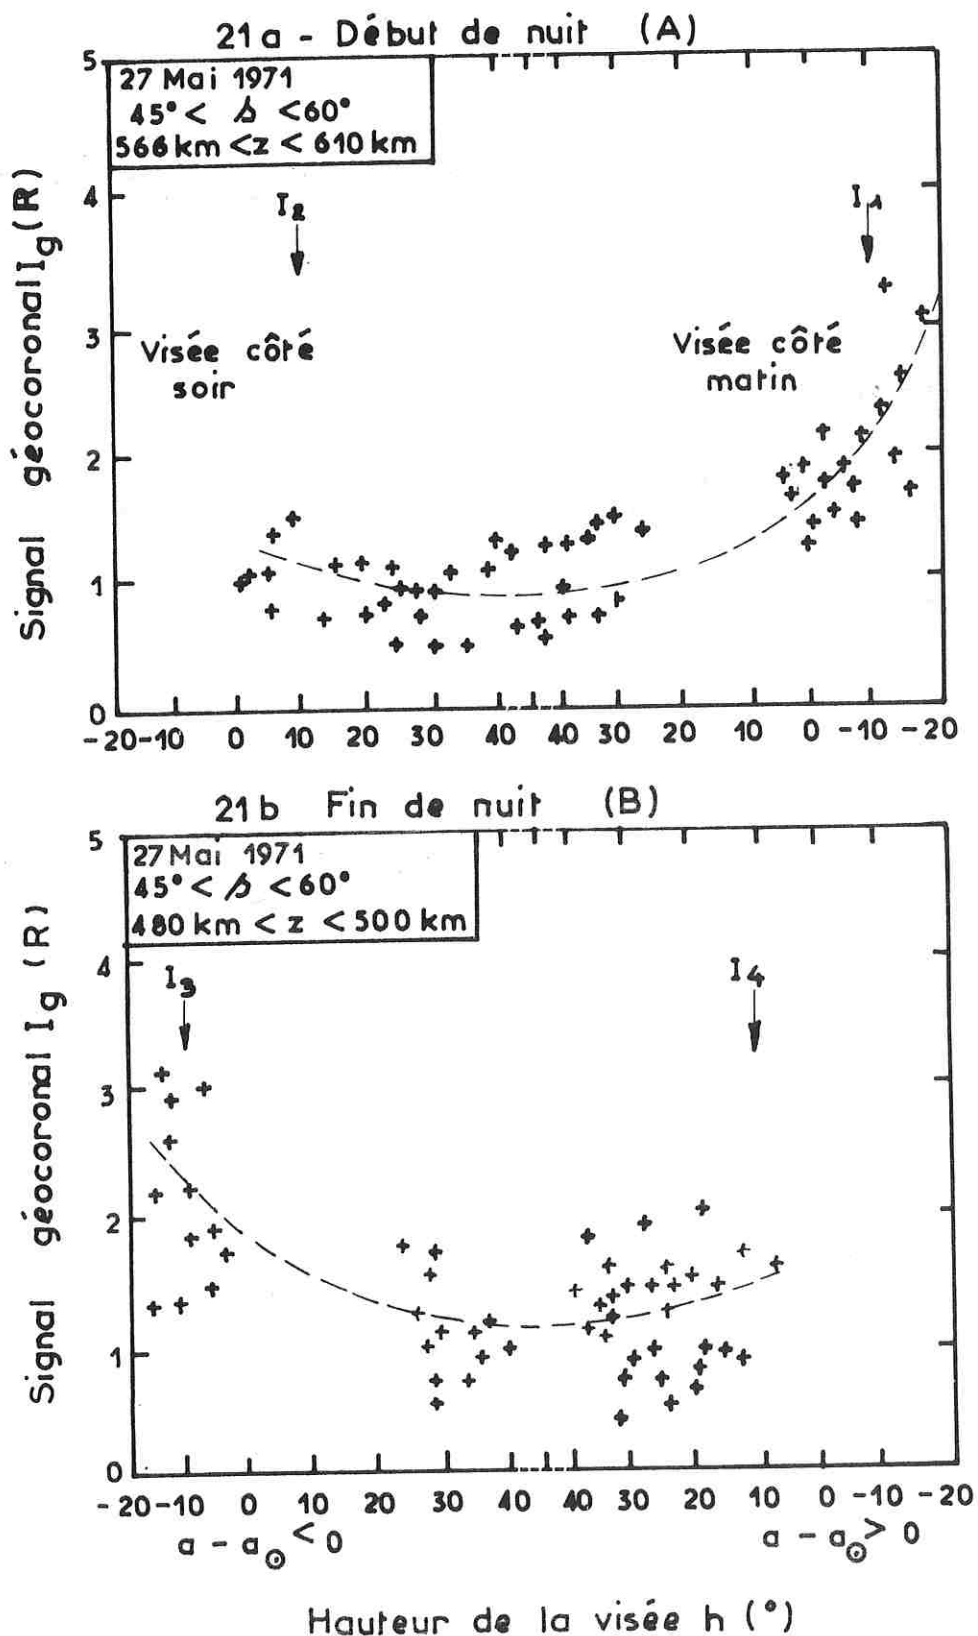 21a - Début de nuit (A)
5
27 Mai 1971
45° < s < 60°
566 km < z < 610 km
4
I2
I1
3
Visée côté
soir
Visée côté
matin
2
1
0
Signal géocoronal Ig (R)
-20 -10 0 10 20 30 40 40 30 20 10 0 -10 -20
21b Fin de nuit (B)
5
27 Mai 1971
45° < s < 60°
480 km < z < 500 km
4
I3
I4
3
2
1
0
Signal géocoronal Ig (R)
-20 -10 0 10 20 30 40 40 30 20 10 0 -10 -20
a - a☉ < 0
a - a☉ > 0
Hauteur de la visée h (°)